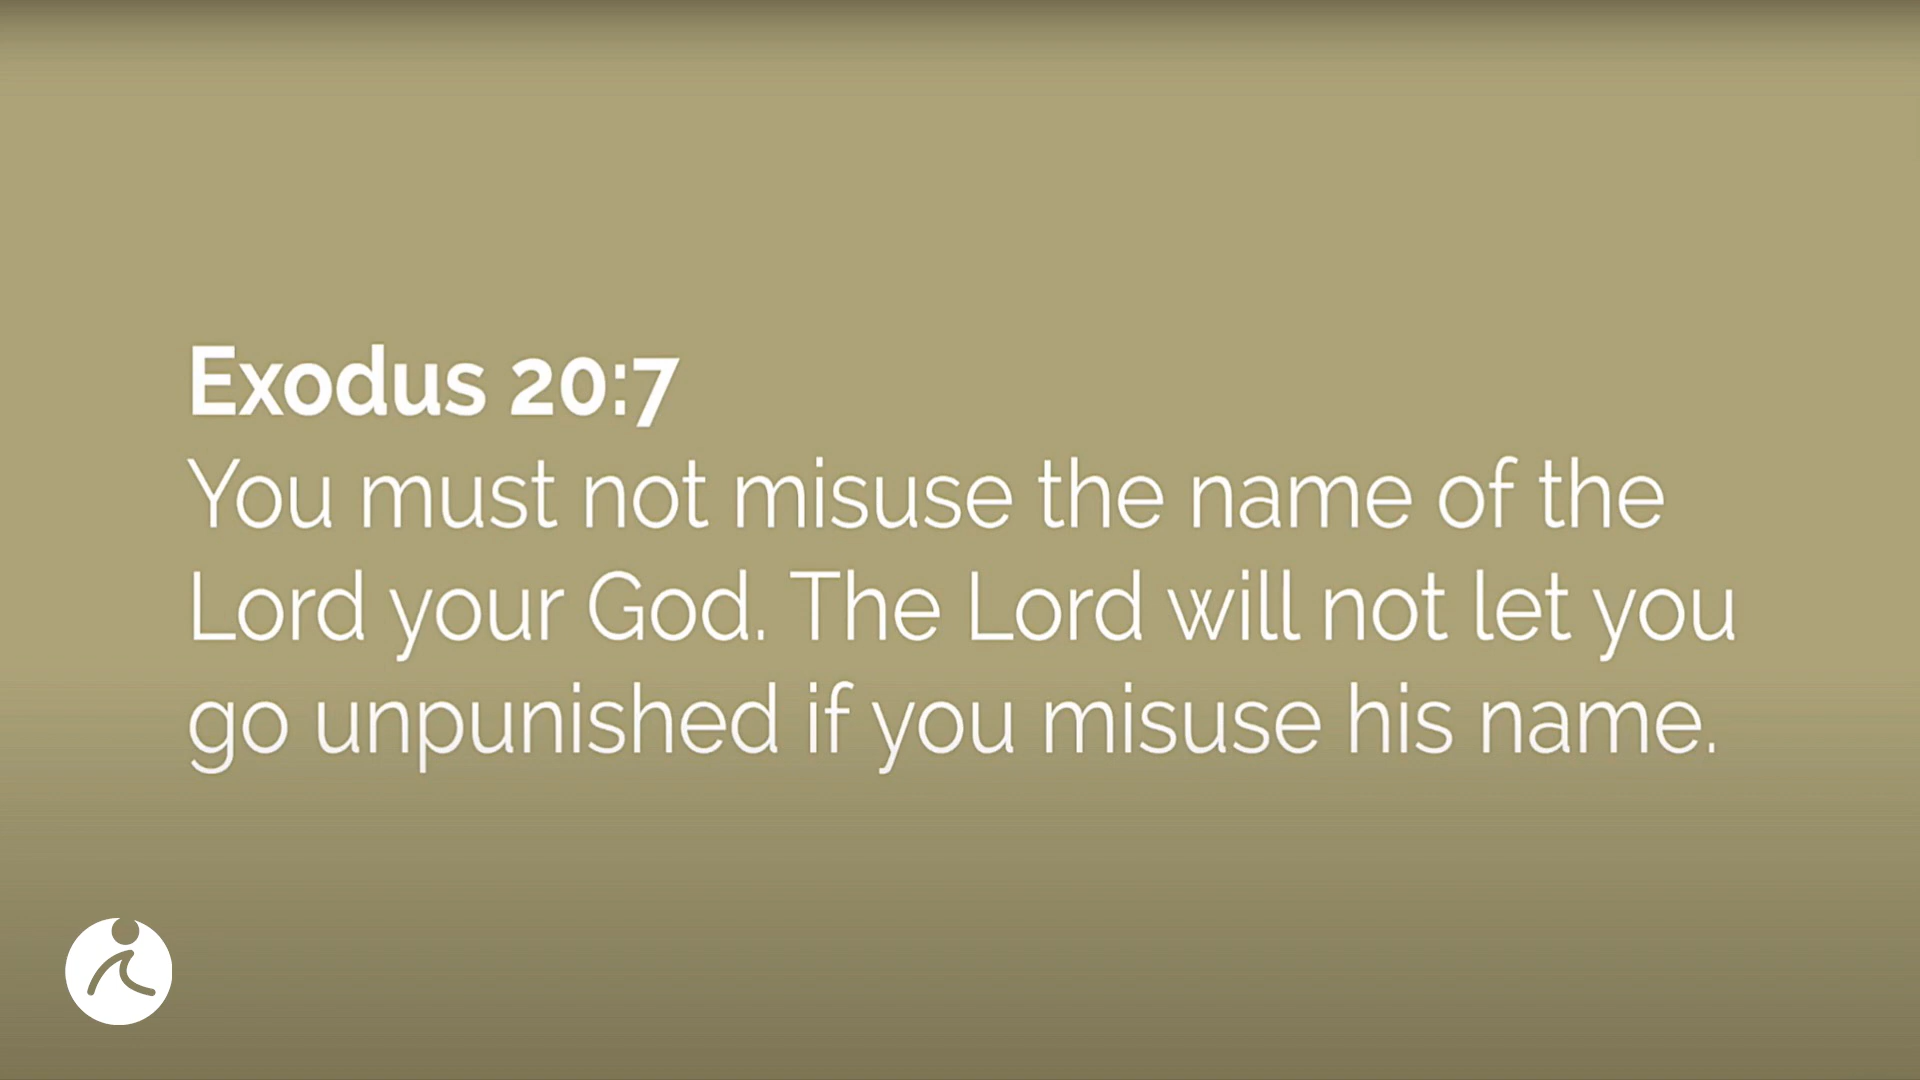 Exodus 20:7
You must not misuse the name of the
Lord your God. The Lord will not let you
go unpunished if you misuse his name.